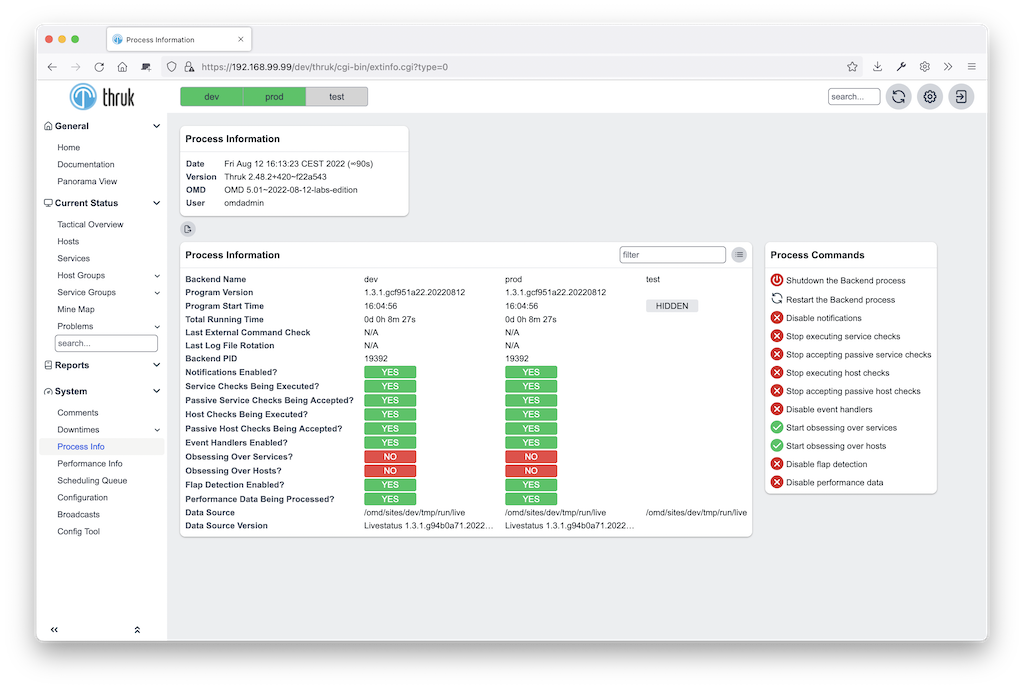 Process Information
https://192.168.99.99/dev/thruk/cgi-bin/extinfo.cgi?type=0
thruk
dev prod test
search...
General
Home
Documentation
Panorama View
Current Status
Tactical Overview
Hosts
Services
Host Groups
Service Groups
Mine Map
Problems
search...
Reports
System
Comments
Downtimes
Process Info
Performance Info
Scheduling Queue
Configuration
Broadcasts
Config Tool
Process Information
Date Fri Aug 12 16:13:23 CEST 2022 (∞90s)
Version Thruk 2.48.2+420~f22a543
OMD OMD 5.01~2022-08-12-labs-edition
User omdadmin
Process Information
filter
Backend Name dev prod test
Program Version 1.3.1.gcf951a22.20220812 1.3.1.gcf951a22.20220812
Program Start Time 16:04:56 16:04:56 HIDDEN
Total Running Time 0d 0h 8m 27s 0d 0h 8m 27s
Last External Command Check N/A N/A
Last Log File Rotation N/A N/A
Backend PID 19392 19392
Notifications Enabled? YES YES
Service Checks Being Executed? YES YES
Passive Service Checks Being Accepted? YES YES
Host Checks Being Executed? YES YES
Passive Host Checks Being Accepted? YES YES
Event Handlers Enabled? YES YES
Obsessing Over Services? NO NO
Obsessing Over Hosts? NO NO
Flap Detection Enabled? YES YES
Performance Data Being Processed? YES YES
Data Source /omd/sites/dev/tmp/run/live /omd/sites/dev/tmp/run/live /omd/sites/dev/tmp/run/live
Data Source Version Livestatus 1.3.1.g94b0a71.2022... Livestatus 1.3.1.g94b0a71.2022...
Process Commands
Shutdown the Backend process
Restart the Backend process
Disable notifications
Stop executing service checks
Stop accepting passive service checks
Stop executing host checks
Stop accepting passive host checks
Disable event handlers
Start obsessing over services
Start obsessing over hosts
Disable flap detection
Disable performance data